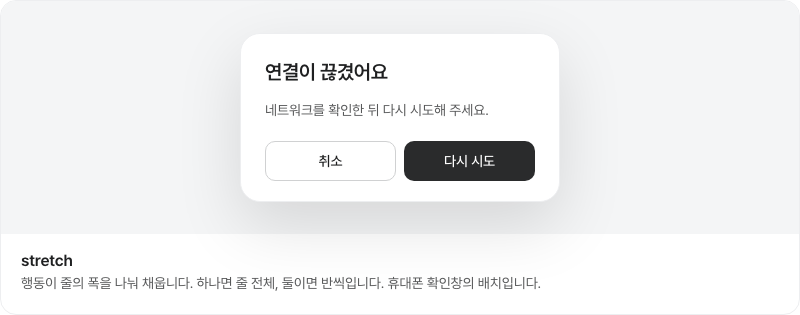 연결이 끊겼어요
네트워크를 확인한 뒤 다시 시도해 주세요.
취소
다시 시도
stretch
행동이 줄의 폭을 나눠 채웁니다. 하나면 줄 전체, 둘이면 반씩입니다. 휴대폰 확인창의 배치입니다.